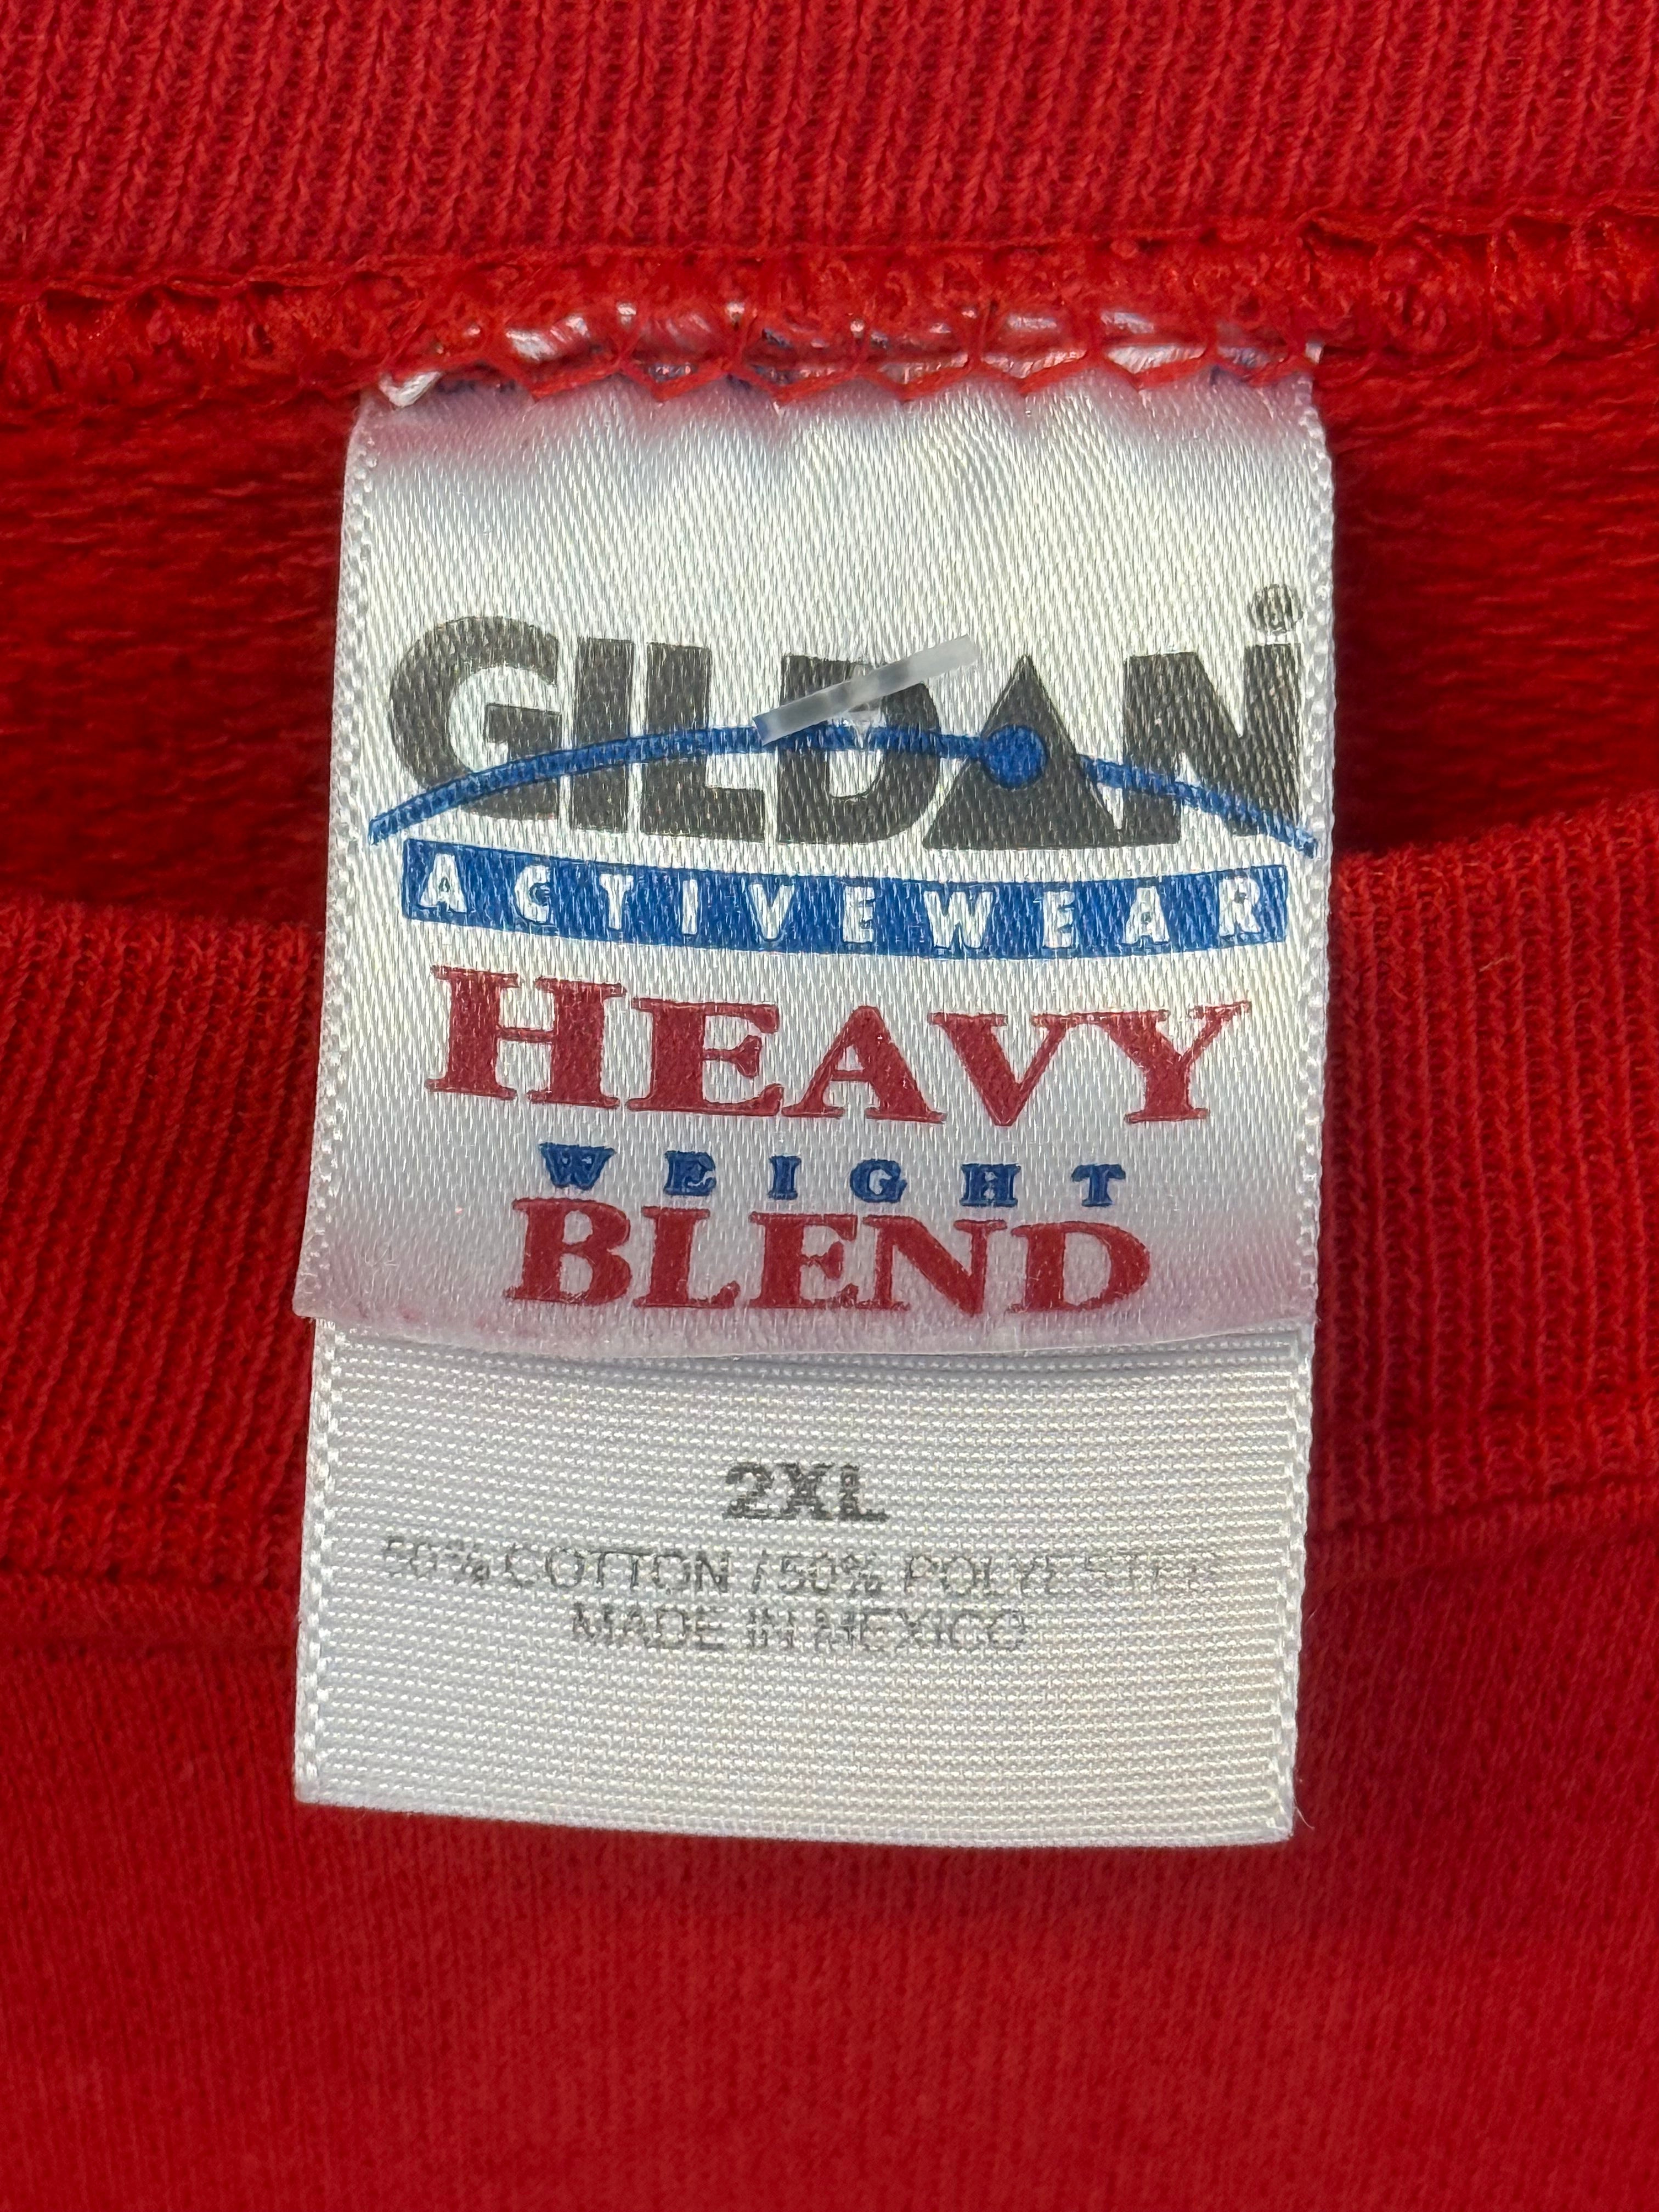 GILDAN®
ACTIVEWEAR
HEAVY
WEIGHT
BLEND
2XL
50% COTTON / 50% POLYESTER
MADE IN MEXICO